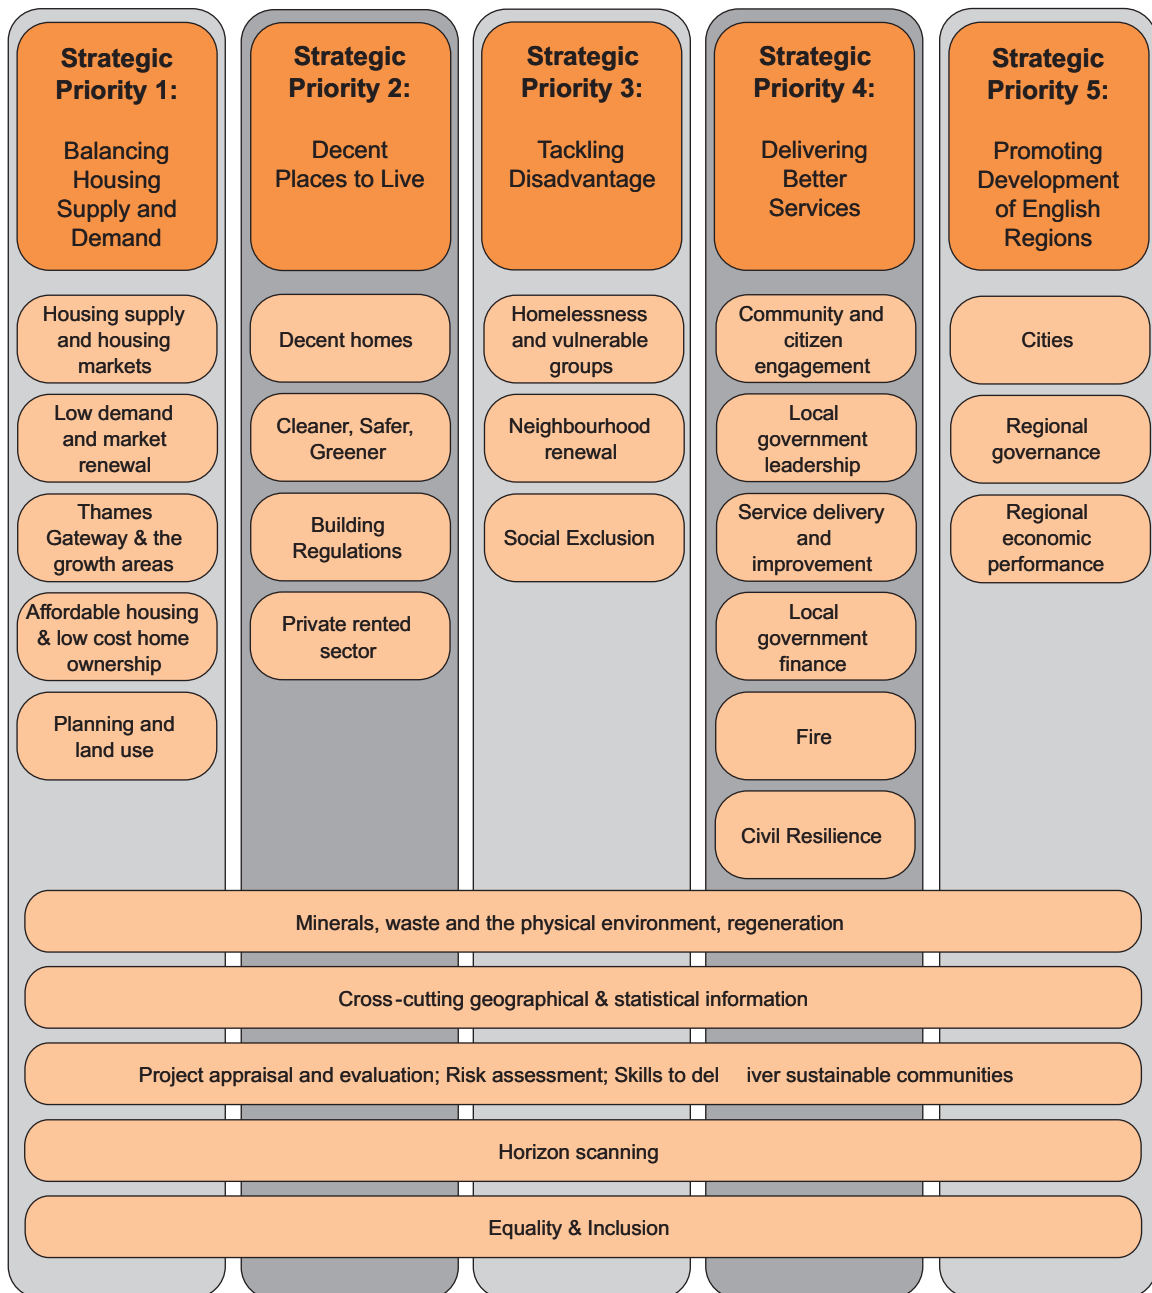 Strategic
Priority 1:
Balancing
Housing
Supply and
Demand
Housing supply
and housing
markets
Low demand
and market
renewal
Thames
Gateway & the
growth areas
Affordable housing
& low cost home
ownership
Planning and
land use
Strategic
Priority 2:
Decent
Places to Live
Decent homes
Cleaner, Safer,
Greener
Building
Regulations
Private rented
sector
Strategic
Priority 3:
Tackling
Disadvantage
Homelessness
and vulnerable
groups
Neighbourhood
renewal
Social Exclusion
Strategic
Priority 4:
Delivering
Better
Services
Community and
citizen
engagement
Local
government
leadership
Service delivery
and
improvement
Local
government
finance
Fire
Civil Resilience
Strategic
Priority 5:
Promoting
Development
of English
Regions
Cities
Regional
governance
Regional
economic
performance
Minerals, waste and the physical environment, regeneration
Cross-cutting geographical & statistical information
Project appraisal and evaluation; Risk assessment; Skills to del iver sustainable communities
Horizon scanning
Equality & Inclusion